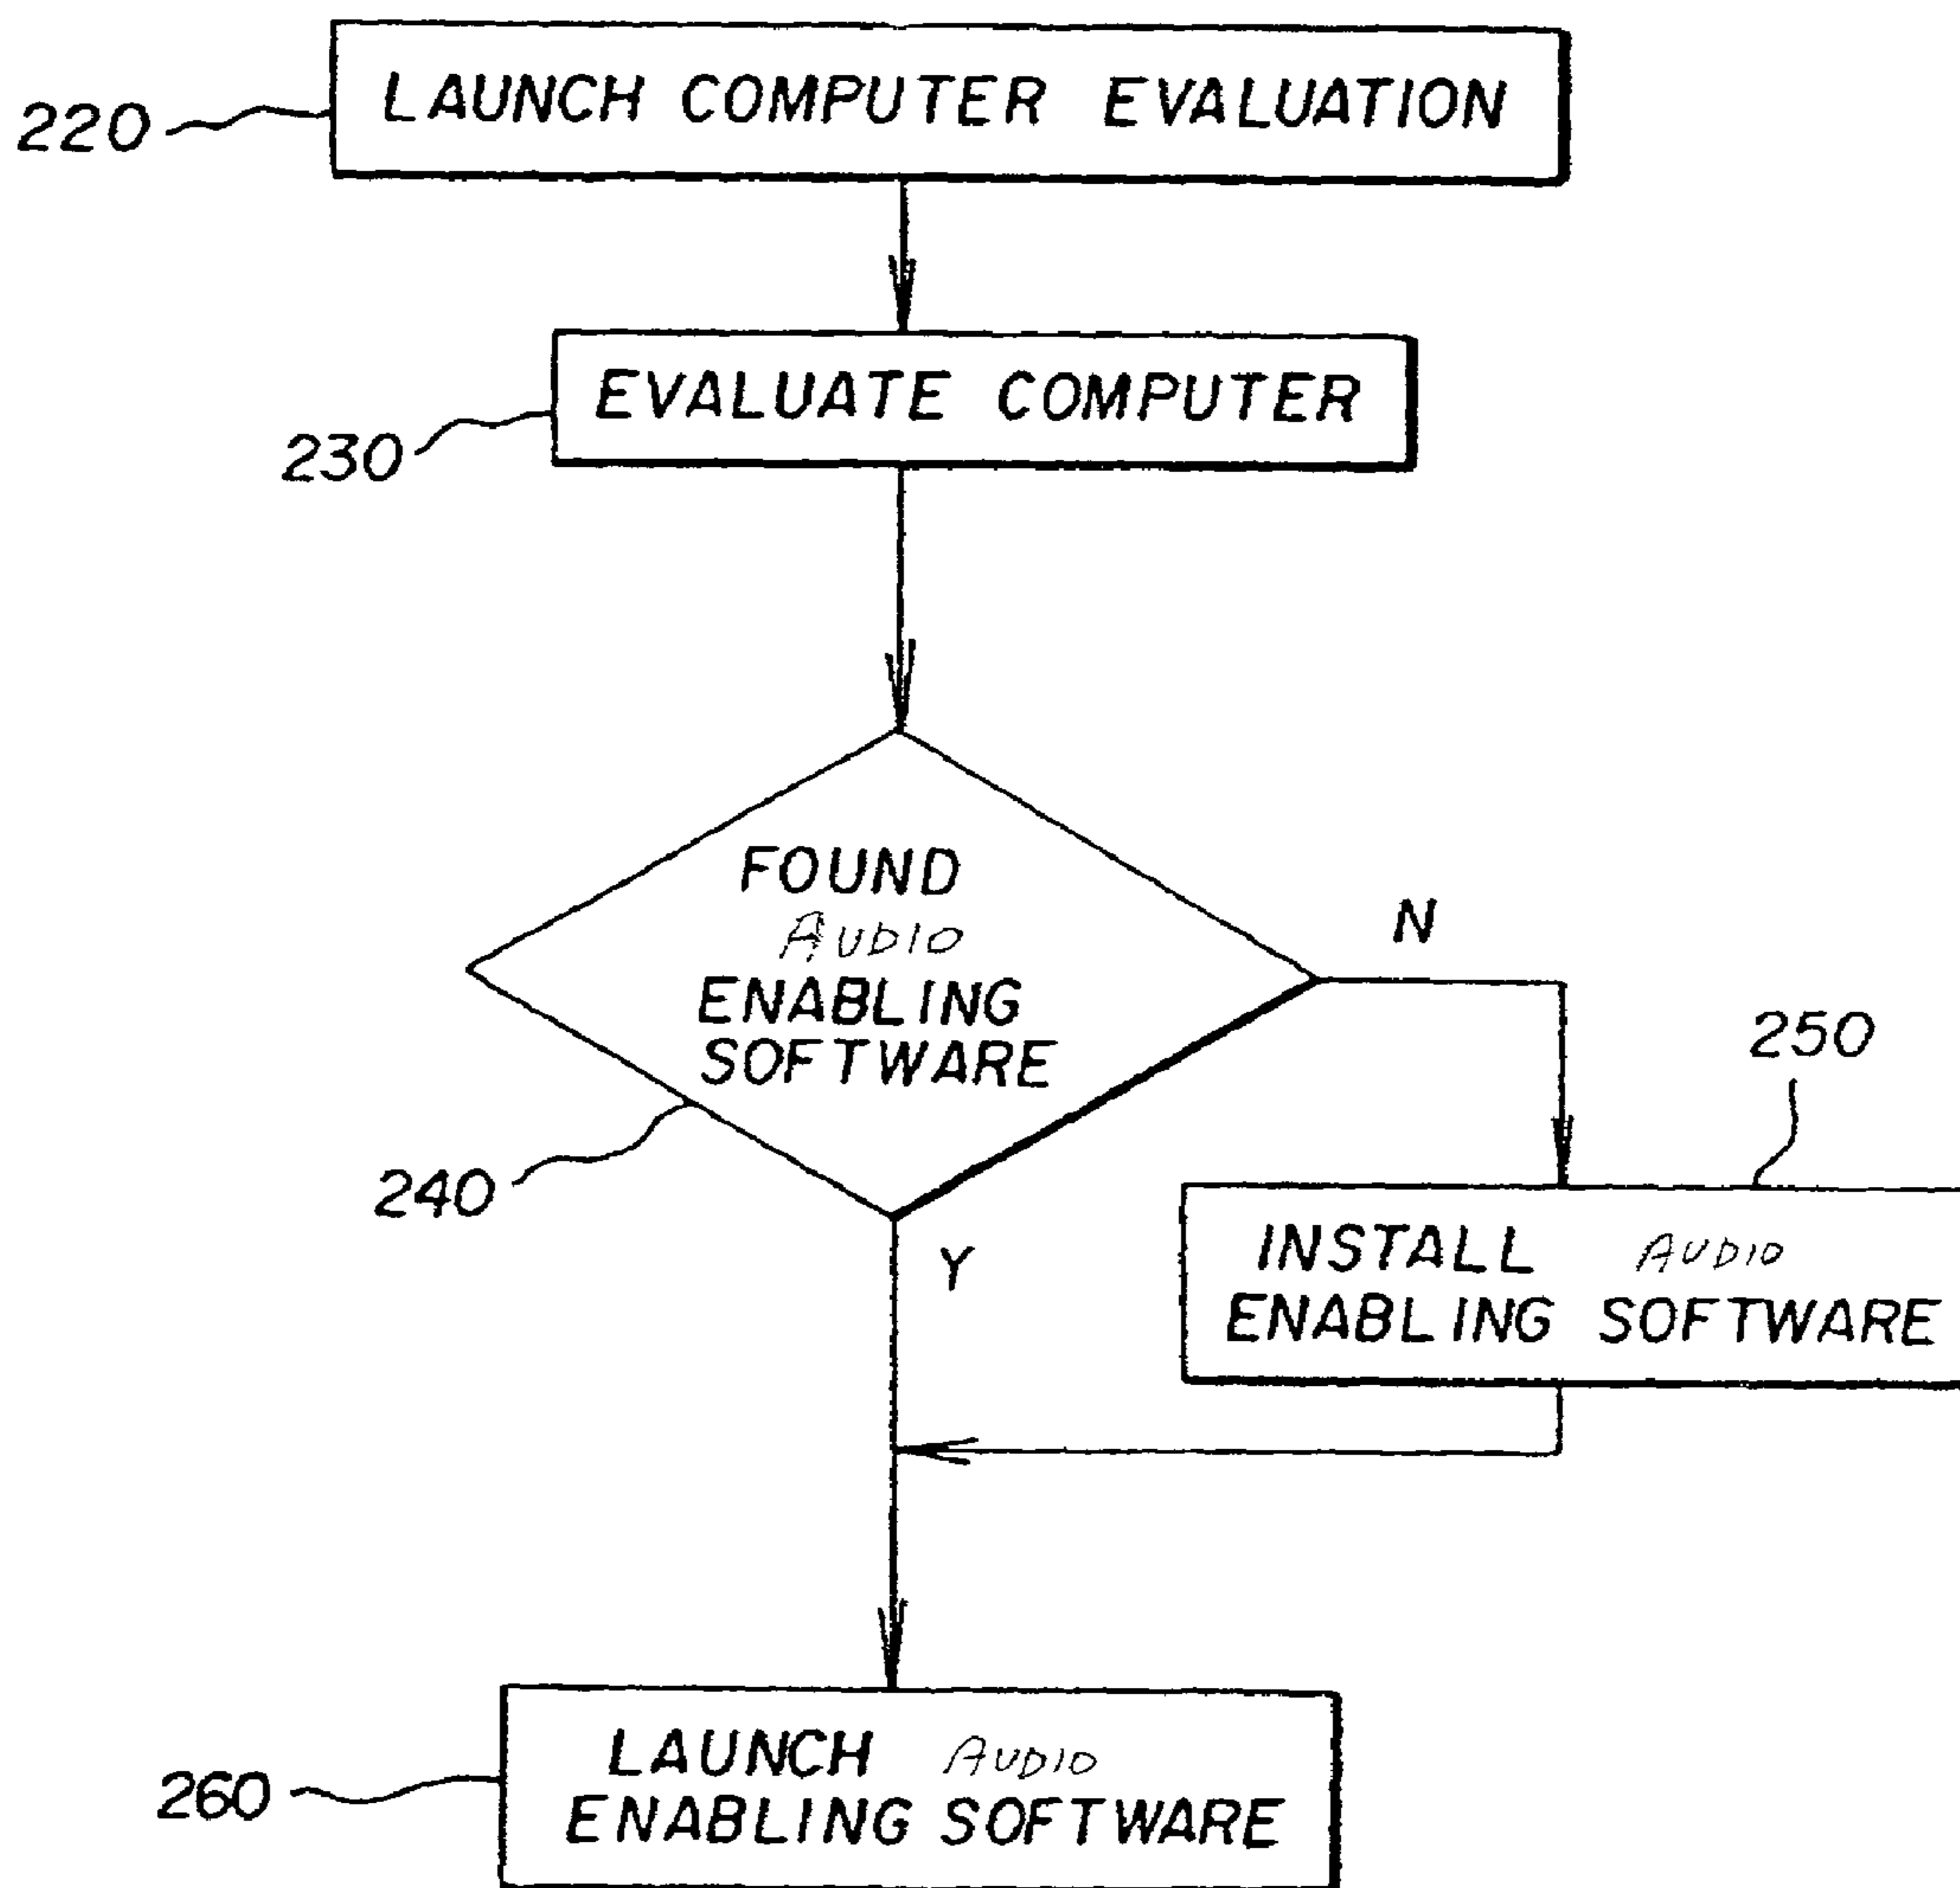 220
LAUNCH COMPUTER EVALUATION
230
EVALUATE COMPUTER
FOUND
AUDIO
ENABLING
SOFTWARE
240
N
Y
250
INSTALL AUDIO
ENABLING SOFTWARE
260
LAUNCH AUDIO
ENABLING SOFTWARE